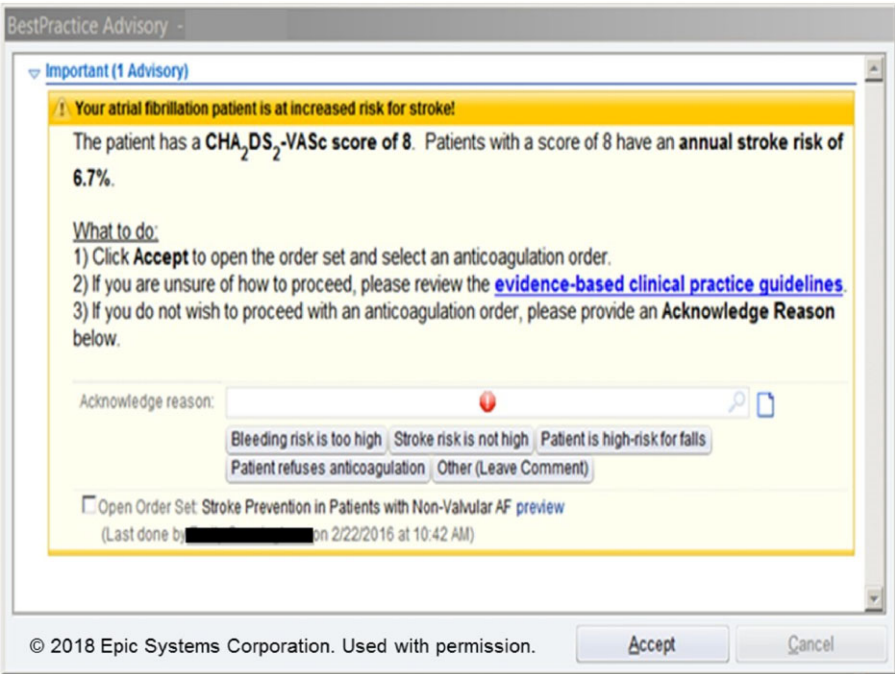 BestPractice Advisory -
Important (1 Advisory)
Your atrial fibrillation patient is at increased risk for stroke!
The patient has a CHA2DS2-VASc score of 8. Patients with a score of 8 have an annual stroke risk of
6.7%.
What to do:
1) Click Accept to open the order set and select an anticoagulation order.
2) If you are unsure of how to proceed, please review the evidence-based clinical practice guidelines.
3) If you do not wish to proceed with an anticoagulation order, please provide an Acknowledge Reason
below.
Acknowledge reason:
Bleeding risk is too high Stroke risk is not high Patient is high-risk for falls
Patient refuses anticoagulation Other (Leave Comment)
Open Order Set: Stroke Prevention in Patients with Non-Valvular AF preview
(Last done by on 2/22/2016 at 10:42 AM)
© 2018 Epic Systems Corporation. Used with permission. Accept Cancel